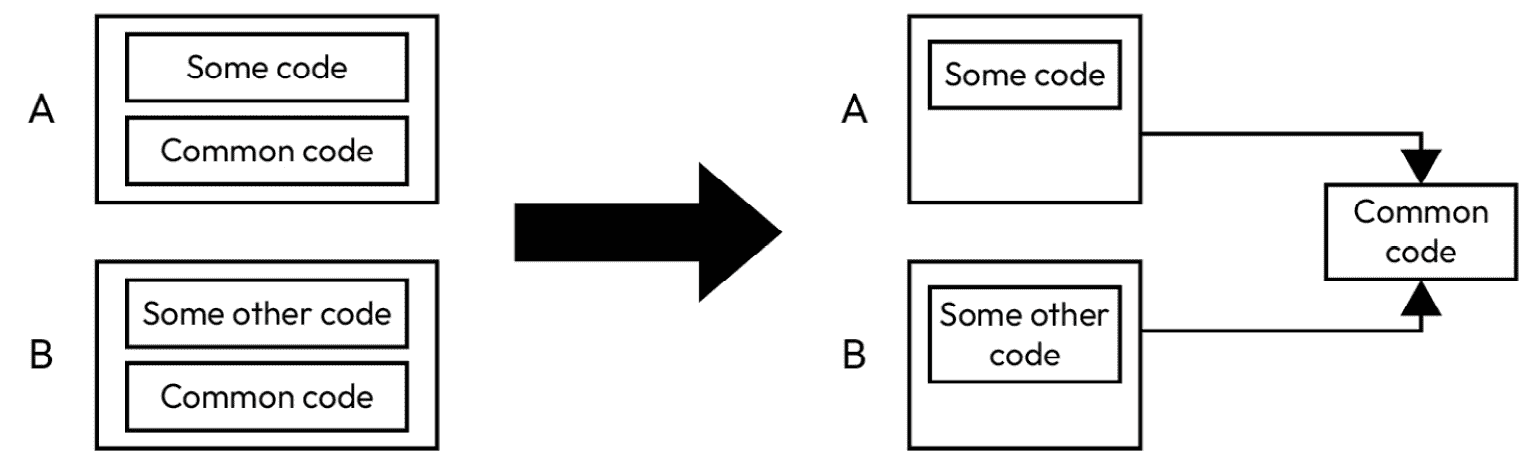 A
Some code
Common code
B
Some other code
Common code
A
Some code
B
Some other
code
Common
code